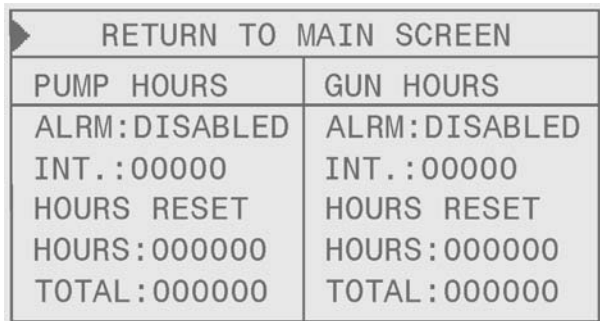 RETURN TO MAIN SCREEN
PUMP HOURS
ALRM:DISABLED
INT.:00000
HOURS RESET
HOURS:000000
TOTAL:000000
GUN HOURS
ALRM:DISABLED
INT.:00000
HOURS RESET
HOURS:000000
TOTAL:000000